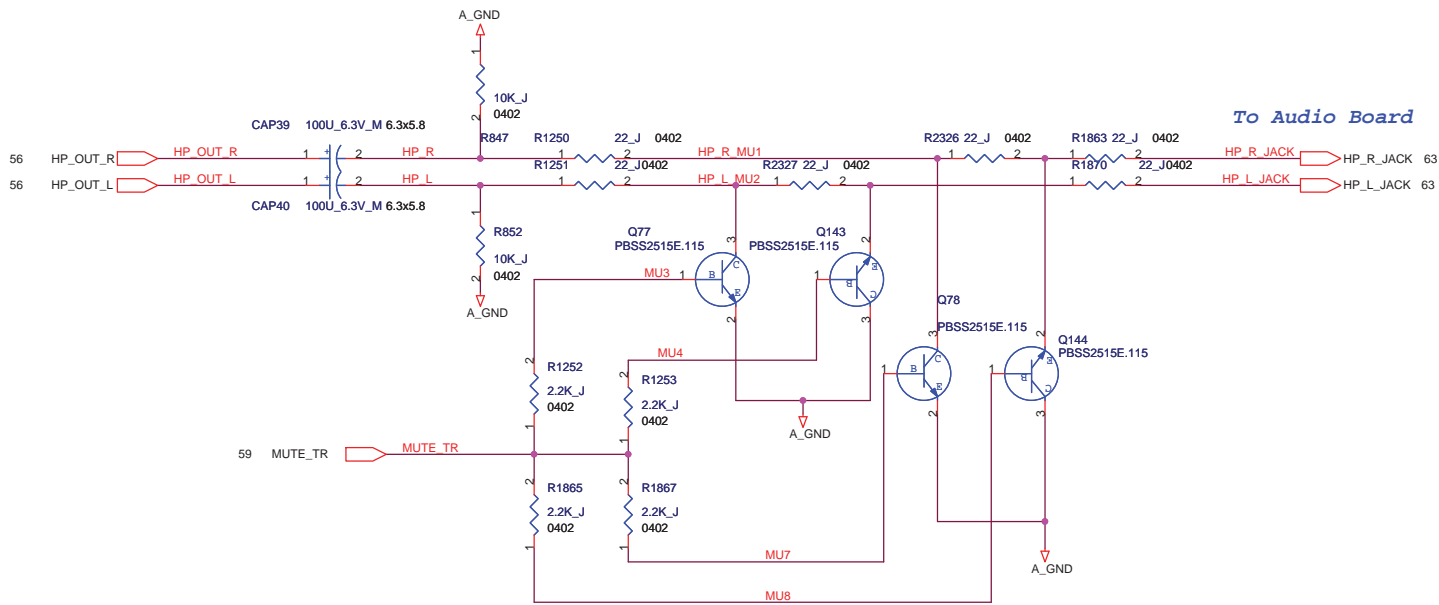 A_GND
1
10K_J
0402
2
R847
To Audio Board
CAP39 100U_6.3V_M 6.3x5.8
R1250 22_J 0402
R2326 22_J 0402
R1863 22_J 0402
56 HP_OUT_R HP_OUT_R 1 + 2 HP_R 1 2 HP_R_MU1 1 2 1 2 HP_R_JACK HP_R_JACK 63
R1251 22_J 0402
R2327 22_J 0402
R1870 22_J 0402
56 HP_OUT_L HP_OUT_L 1 + 2 HP_L 1 2 HP_L_MU2 1 2 1 2 HP_L_JACK HP_L_JACK 63
CAP40 100U_6.3V_M 6.3x5.8
1
R852
10K_J
0402
2
A_GND
Q77
PBSS2515E.115
3
MU3 1 B C E
2
Q143
PBSS2515E.115
2
1 B E C
3
Q78
PBSS2515E.115
3
1 B C E
2
Q144
PBSS2515E.115
2
1 B E C
3
MU4
2
R1252
2.2K_J
0402
1
2
R1253
2.2K_J
0402
1
A_GND
59 MUTE_TR MUTE_TR
2
R1865
2.2K_J
0402
1
2
R1867
2.2K_J
0402
1
MU7
A_GND
MU8